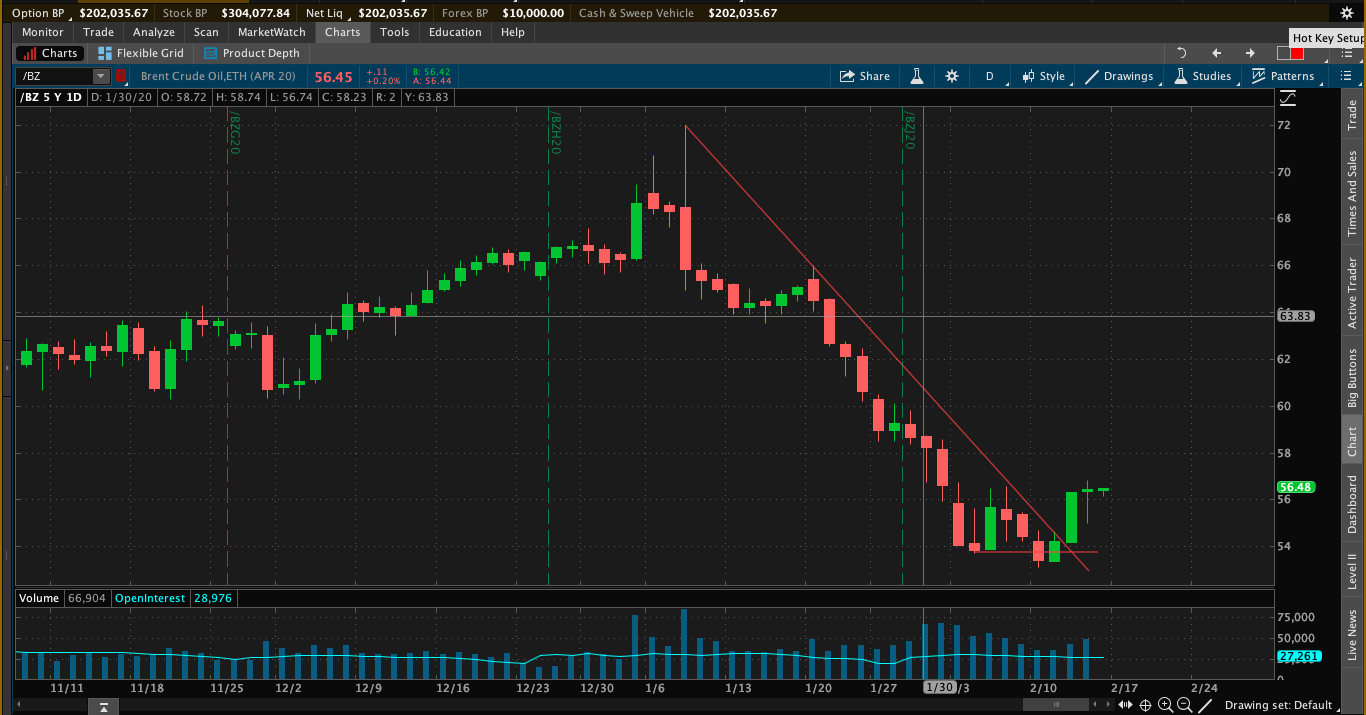 Option BP $202,035.67 Stock BP $304,077.84 Net Liq $202,035.67 Forex BP $10,000.00 Cash & Sweep Vehicle $202,035.67
Monitor Trade Analyze Scan MarketWatch Charts Tools Education Help
Hot Key Setup
Charts Flexible Grid Product Depth
/BZ Brent Crude Oil,ETH (APR 20) 56.45 +.11 +0.20% B: 56.42 A: 56.44 Share D Style Drawings Studies Patterns
/BZ 5 Y 1D D: 1/30/20 O: 58.72 H: 58.74 L: 56.74 C: 58.23 R: 2 Y: 63.83
/BZG20
/BZH20
/BZJ20
72
70
68
66
63.83
62
60
58
56.48
56
54
Volume 66,904 OpenInterest 28,976
75,000
50,000
27,261
0
11/11 11/18 11/25 12/2 12/9 12/16 12/23 12/30 1/6 1/13 1/20 1/27 1/30 /3 2/10 2/17 2/24
Drawing set: Default
Trade
Times And Sales
Active Trader
Big Buttons
Chart
Dashboard
Level II
Live News